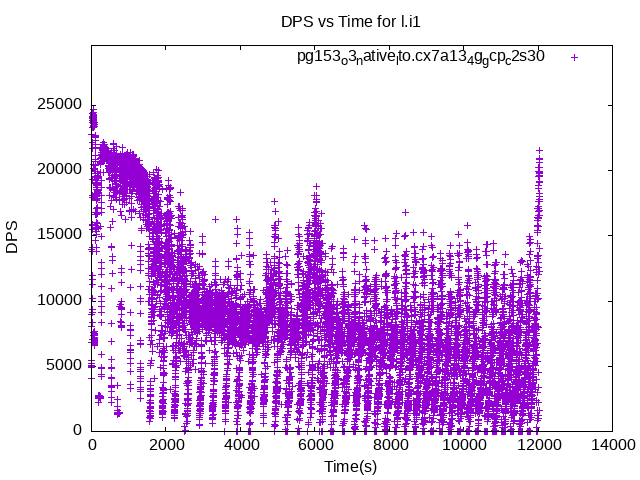 DPS vs Time for l.i1
pg153_o3_native_lto.cx7a13_4g_gcp_c2s30
25000
20000
15000
10000
5000
0
DPS
0 2000 4000 6000 8000 10000 12000 14000
Time(s)